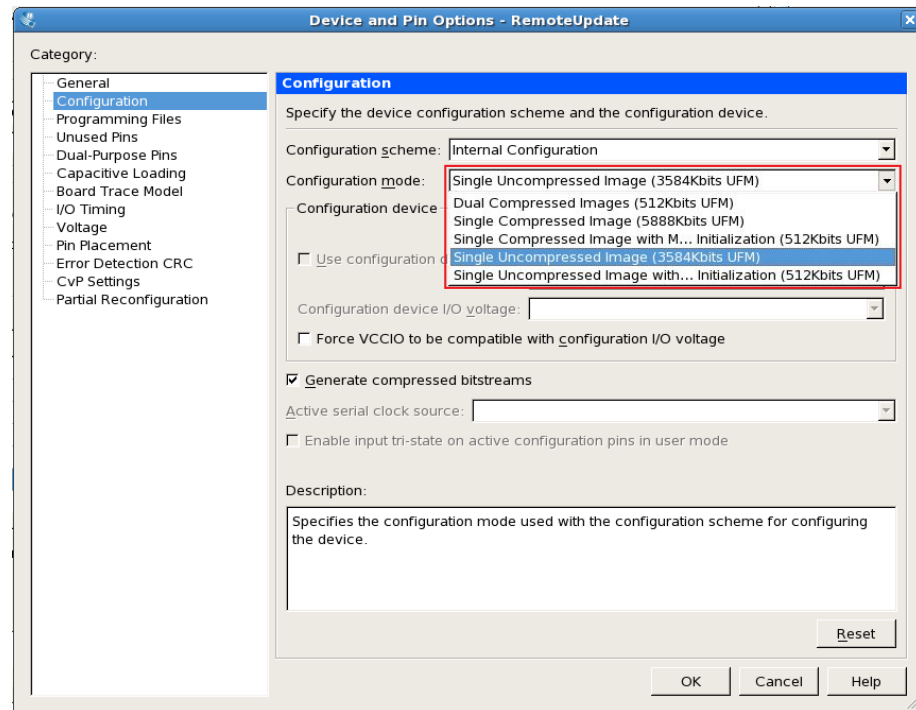 Device and Pin Options - RemoteUpdate
Category:
General
Configuration
Programming Files
Unused Pins
Dual-Purpose Pins
Capacitive Loading
Board Trace Model
I/O Timing
Voltage
Pin Placement
Error Detection CRC
CvP Settings
Partial Reconfiguration
Configuration
Specify the device configuration scheme and the configuration device.
Configuration scheme: Internal Configuration
Configuration mode: Single Uncompressed Image (3584Kbits UFM)
Dual Compressed Images (512Kbits UFM)
Single Compressed Image (5888Kbits UFM)
Single Compressed Image with M... Initialization (512Kbits UFM)
Single Uncompressed Image (3584Kbits UFM)
Single Uncompressed Image with... Initialization (512Kbits UFM)
Configuration device
Use configuration d
Configuration device I/O voltage:
Force VCCIO to be compatible with configuration I/O voltage
Generate compressed bitstreams
Active serial clock source:
Enable input tri-state on active configuration pins in user mode
Description:
Specifies the configuration mode used with the configuration scheme for configuring
the device.
Reset
OK Cancel Help